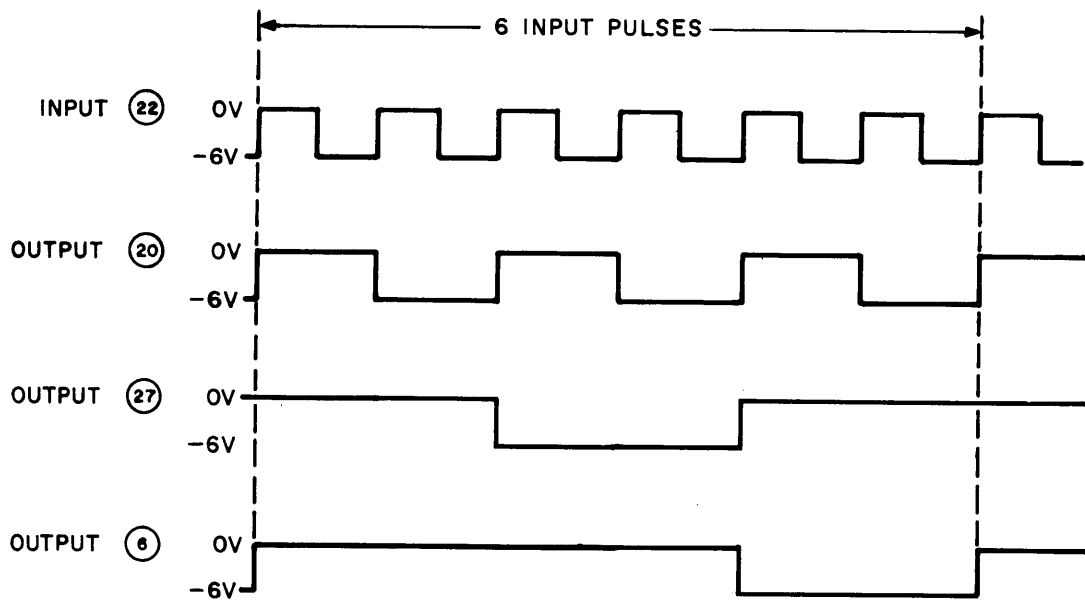 6 INPUT PULSES
INPUT 22 0V
-6V
OUTPUT 20 0V
-6V
OUTPUT 27 0V
-6V
OUTPUT 6 0V
-6V